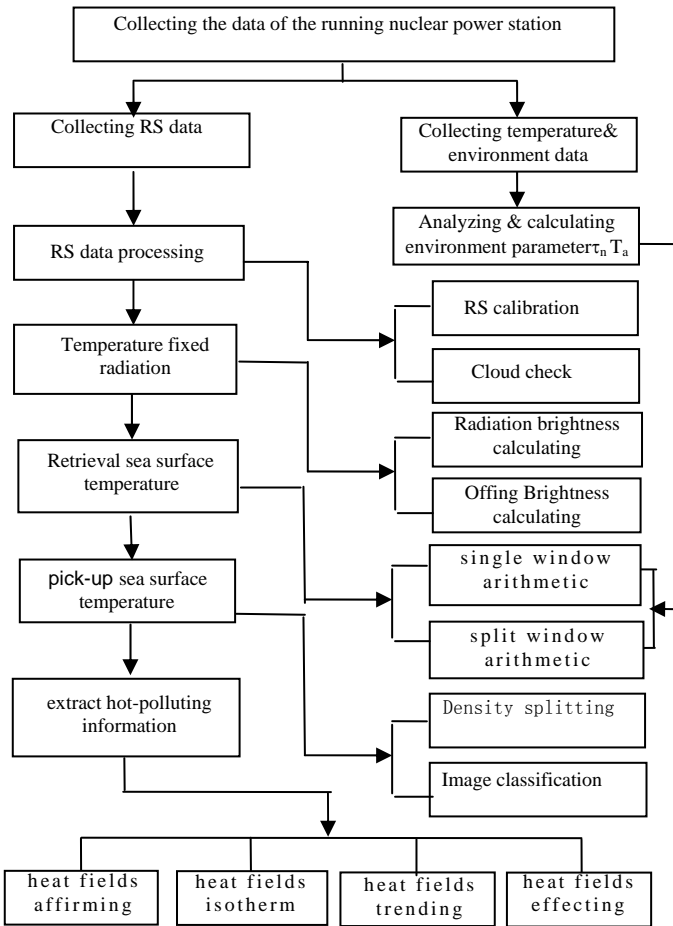 Collecting the data of the running nuclear power station
Collecting RS data
Collecting temperature&
environment data
Analyzing & calculating
environment parameterτn Ta
RS data processing
RS calibration
Cloud check
Temperature fixed
radiation
Radiation brightness
calculating
Offing Brightness
calculating
Retrieval sea surface
temperature
single window
arithmetic
split window
arithmetic
pick-up sea surface
temperature
Density splitting
Image classification
extract hot-polluting
information
heat fields
affirming
heat fields
isotherm
heat fields
trending
heat fields
effecting